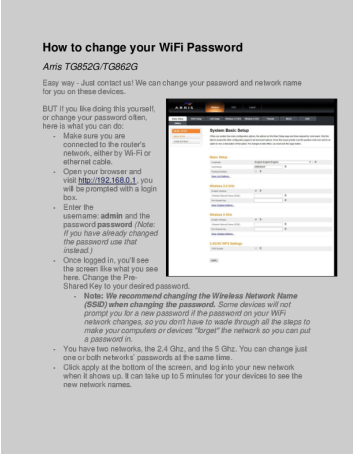 How to change your WiFi Password
Arris TG852G/TG862G
Easy way - Just contact us! We can change your password and network name
for you on these devices.
BUT If you like doing this yourself,
or change your password often,
here is what you can do:
- Make sure you are
connected to the router's
network, either by Wi-Fi or
ethernet cable.
- Open your browser and
visit http://192.168.0.1, you
will be prompted with a login
box.
- Enter the
username: admin and the
password password (Note:
If you have already changed
the password use that
instead.)
- Once logged in, you'll see
the screen like what you see
here. Change the Pre-
Shared Key to your desired password.
- Note: We recommend changing the Wireless Network Name
(SSID) when changing the password. Some devices will not
prompt you for a new password if the password on your WiFi
network changes, so you don't have to wade through all the steps to
make your computers or devices "forget" the network so you can put
a password in.
- You have two networks, the 2.4 Ghz, and the 5 Ghz. You can change just
one or both networks' passwords at the same time.
- Click apply at the bottom of the screen, and log into your new network
when it shows up. It can take up to 5 minutes for your devices to see the
new network names.
ARRIS
System Basic Setup
Basic Setup
Wireless 2.4 GHz
Wireless 5 GHz